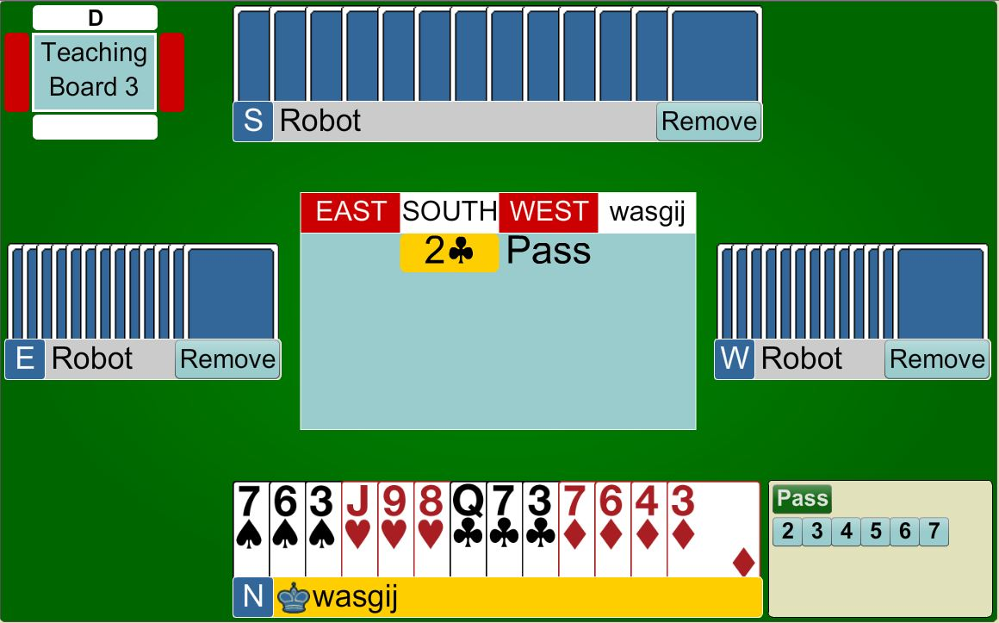 D
Teaching
Board 3
S Robot Remove
EAST SOUTH WEST wasgij
2♣ Pass
E Robot Remove
W Robot Remove
7♠ 6♠ 3♠ J♥ 9♥ 8♥ Q♣ 7♣ 3♣ 7♦ 6♦ 4♦ 3♦ ♦
Pass
2 3 4 5 6 7
N wasgij